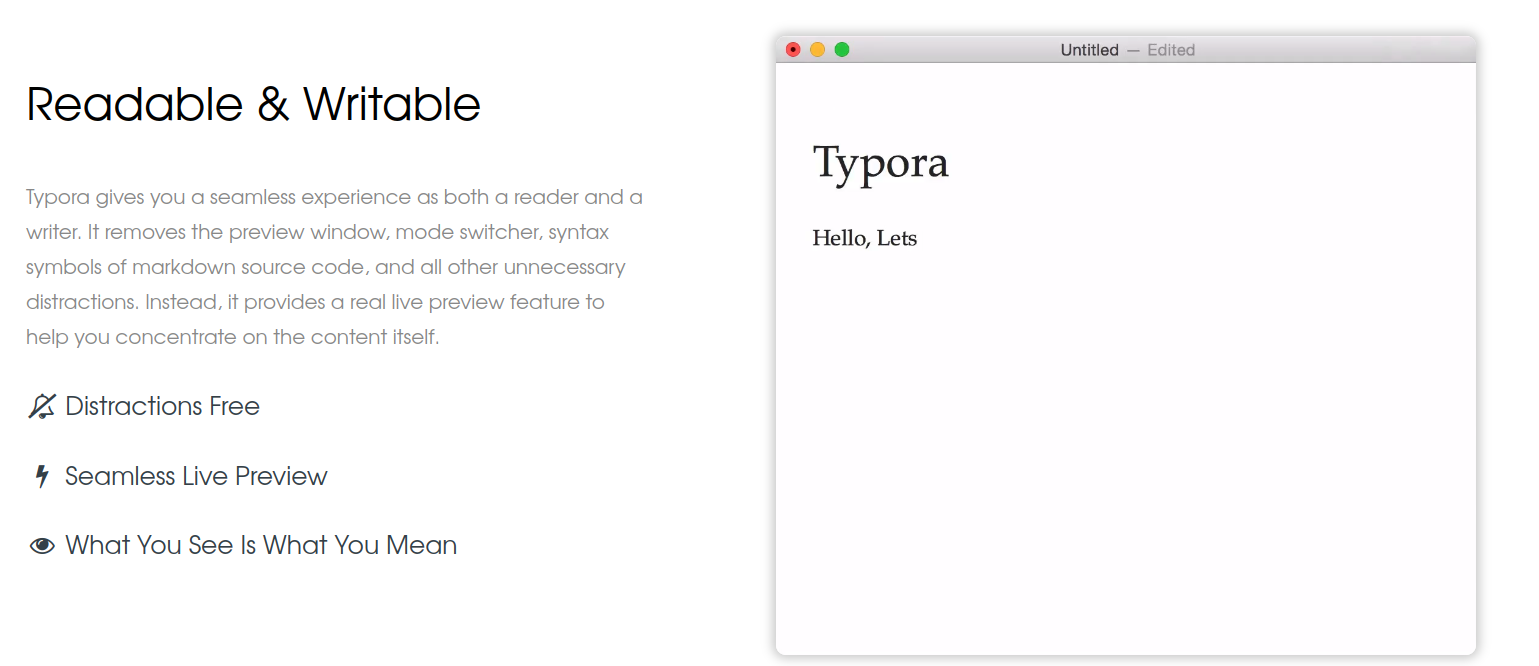 Readable & Writable
Typora gives you a seamless experience as both a reader and a
writer. It removes the preview window, mode switcher, syntax
symbols of markdown source code, and all other unnecessary
distractions. Instead, it provides a real live preview feature to
help you concentrate on the content itself.
Distractions Free
Seamless Live Preview
What You See Is What You Mean
Untitled — Edited
Typora
Hello, Lets